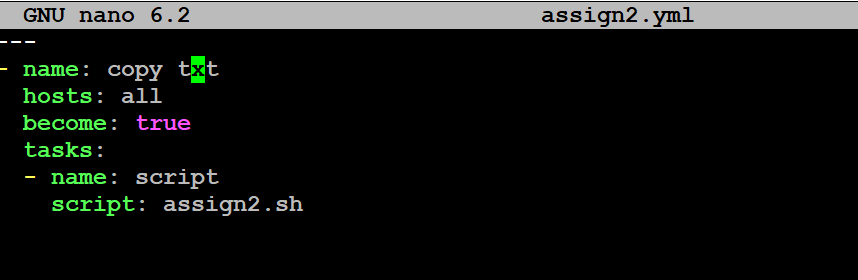 GNU nano 6.2 assign2.yml
---
- name: copy txt
hosts: all
become: true
tasks:
- name: script
script: assign2.sh